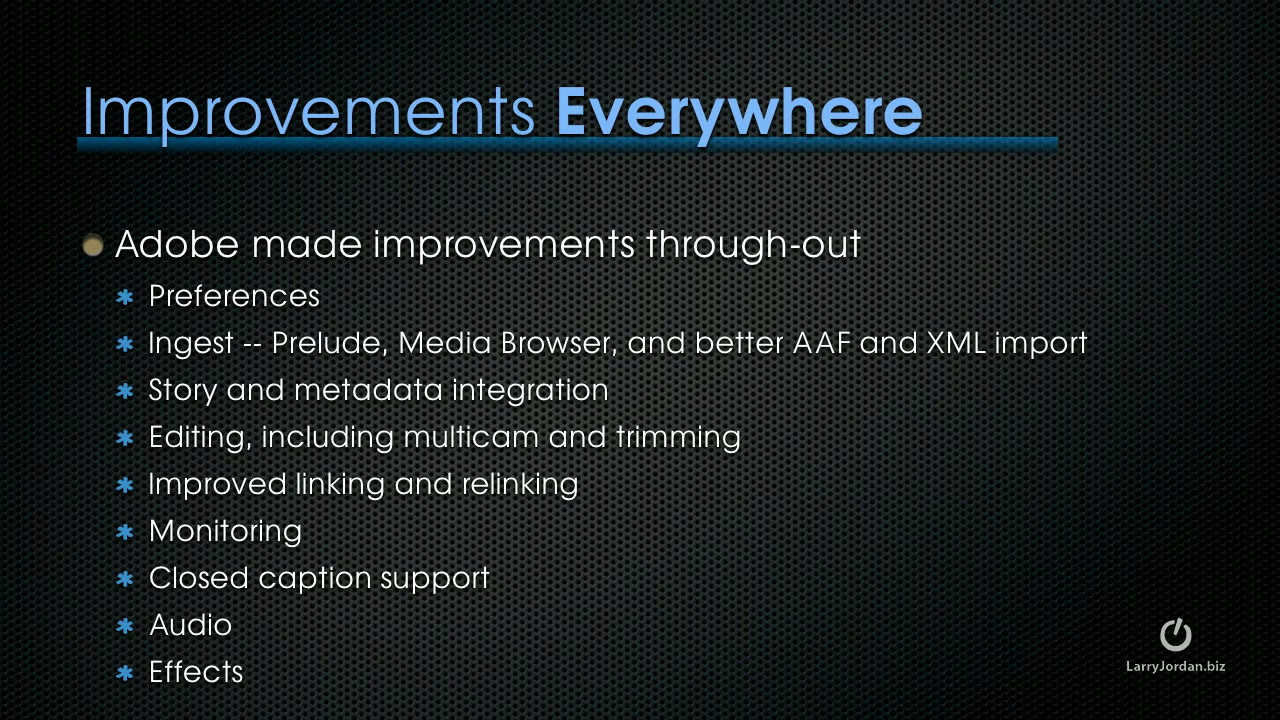 Improvements Everywhere
Adobe made improvements through-out
Preferences
Ingest -- Prelude, Media Browser, and better AAF and XML import
Story and metadata integration
Editing, including multicam and trimming
Improved linking and relinking
Monitoring
Closed caption support
Audio
Effects
LarryJordan.biz